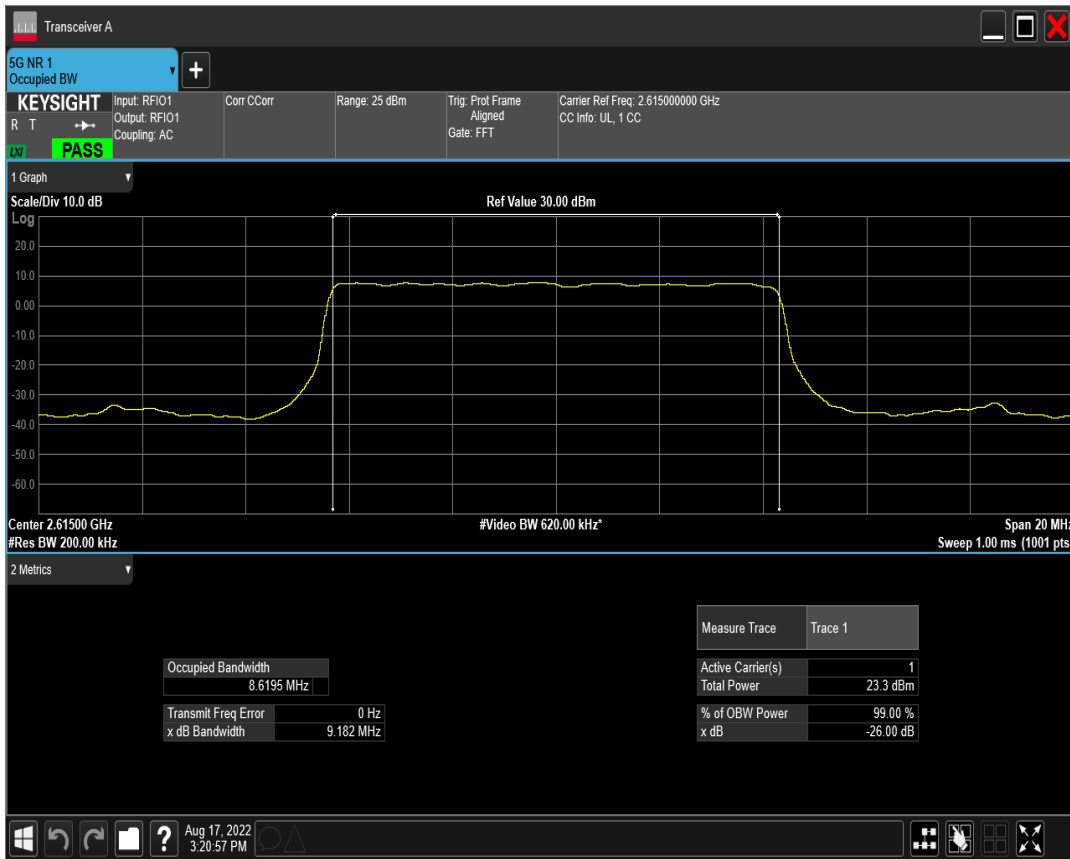 Transceiver A
5G NR 1
Occupied BW
+
KEYSIGHT
R T
LXI
PASS
Input: RFIO1
Output: RFIO1
Coupling: AC
Corr CCorr
Range: 25 dBm
Trig: Prot Frame
Aligned
Gate: FFT
Carrier Ref Freq: 2.615000000 GHz
CC Info: UL, 1 CC
1 Graph
Scale/Div 10.0 dB
Ref Value 30.00 dBm
Log
20.0
10.0
0.00
-10.0
-20.0
-30.0
-40.0
-50.0
-60.0
Center 2.61500 GHz
#Video BW 620.00 kHz*
Span 20 MHz
#Res BW 200.00 kHz
Sweep 1.00 ms (1001 pts
2 Metrics
Measure Trace Trace 1
Occupied Bandwidth
8.6195 MHz
Active Carrier(s) 1
Total Power 23.3 dBm
Transmit Freq Error 0 Hz
x dB Bandwidth 9.182 MHz
% of OBW Power 99.00 %
x dB -26.00 dB
?
Aug 17, 2022
3:20:57 PM